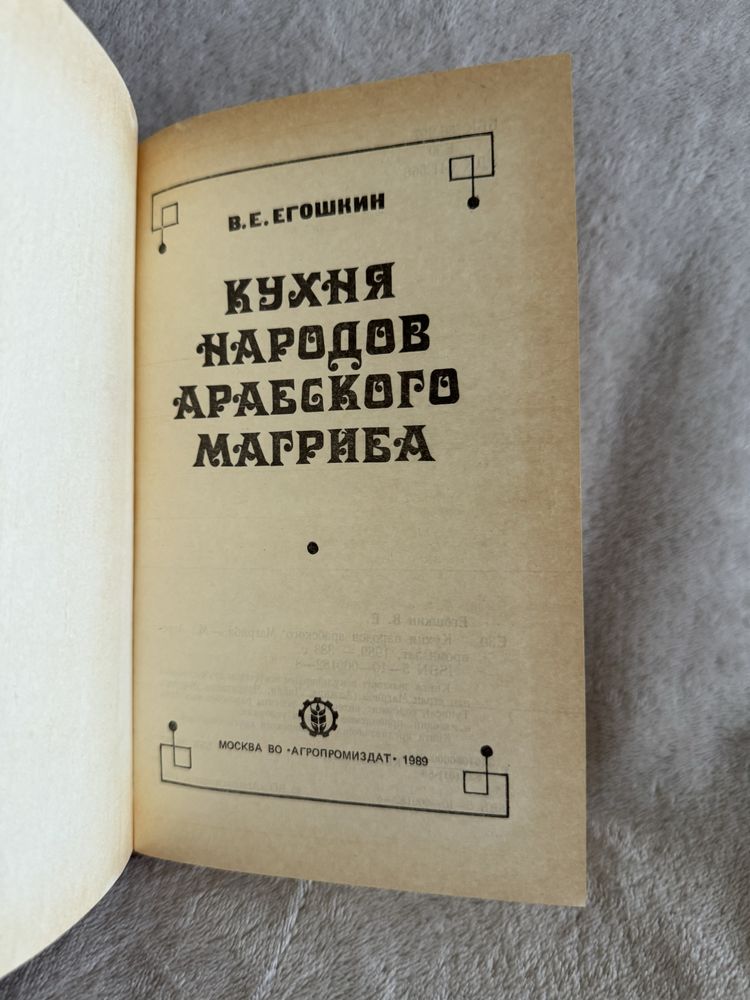 В. Е. ЕГОШКИН
КУХНЯ
НАРОДОВ
АРАБСКОГО
МАГРИБА
МОСКВА ВО «АГРОПРОМИЗДАТ» 1989